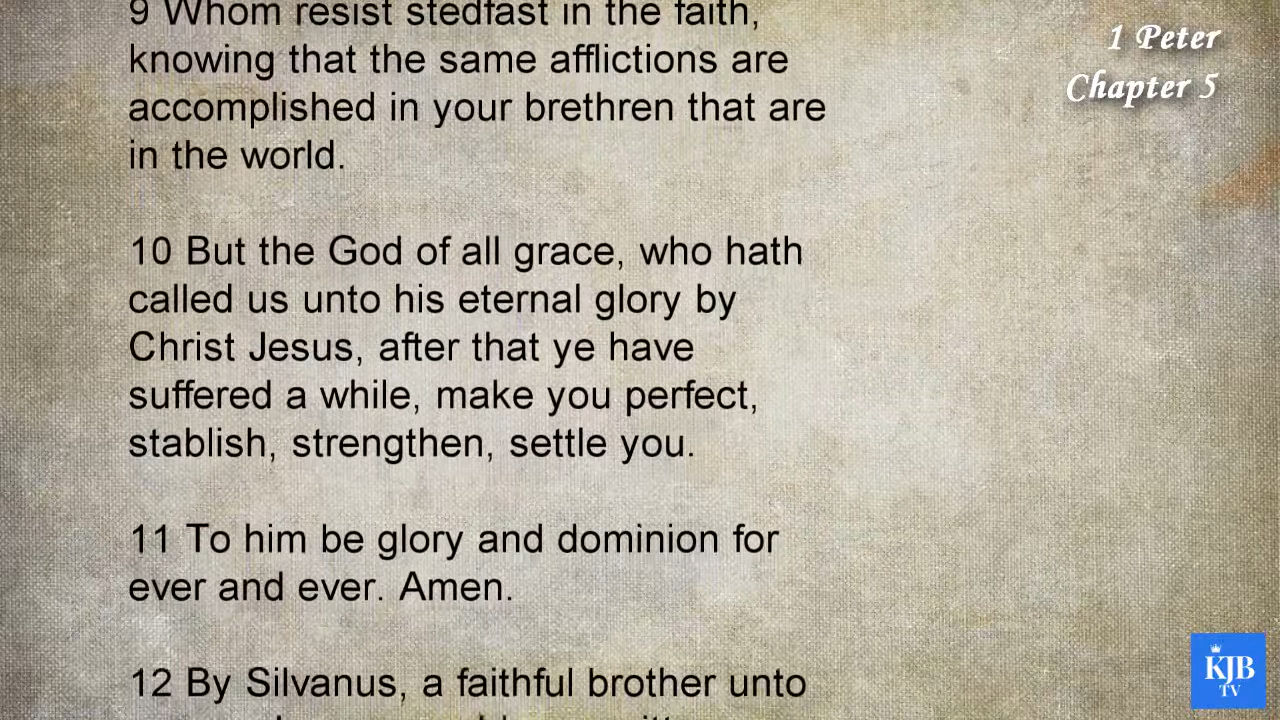 9 Whom resist stedfast in the faith,
knowing that the same afflictions are
accomplished in your brethren that are
in the world.
10 But the God of all grace, who hath
called us unto his eternal glory by
Christ Jesus, after that ye have
suffered a while, make you perfect,
stablish, strengthen, settle you.
11 To him be glory and dominion for
ever and ever. Amen.
12 By Silvanus, a faithful brother unto
1 Peter
Chapter 5
KJB
TV